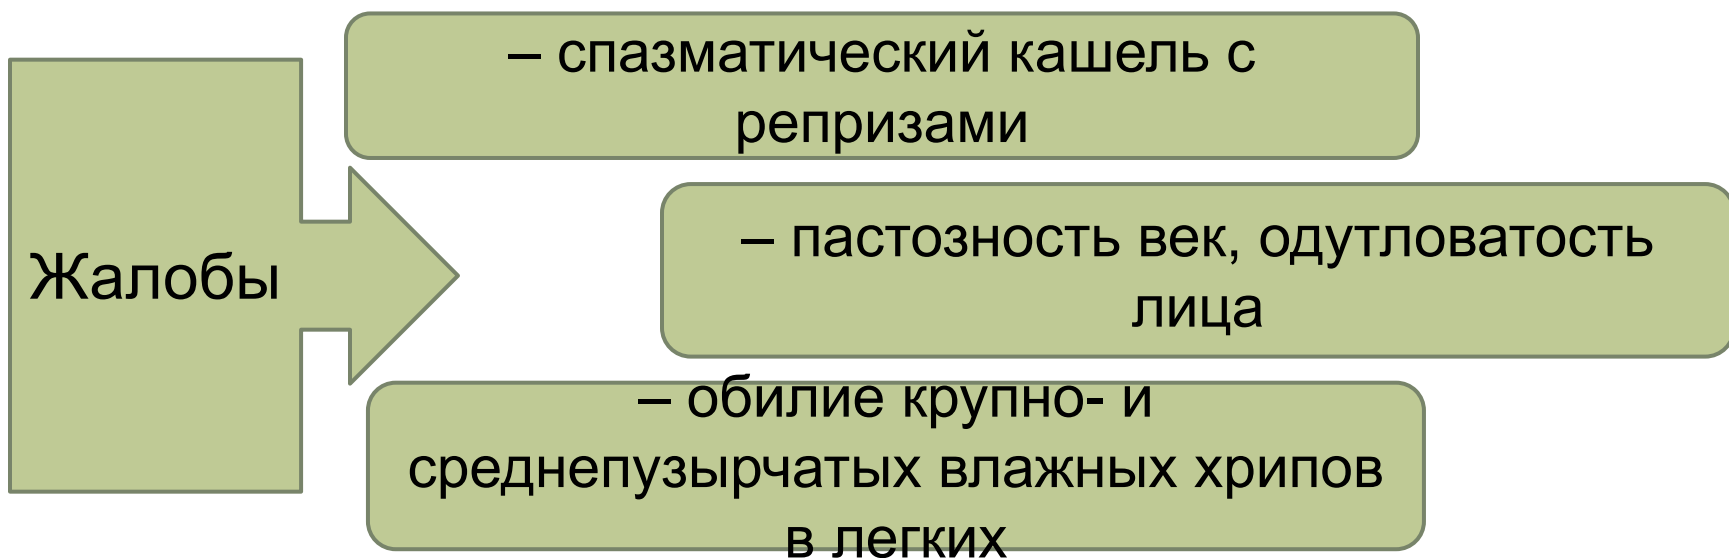 Жалобы
– спазматический кашель с
репризами
– пастозность век, одутловатость
лица
– обилие крупно- и
среднепузырчатых влажных хрипов
в легких